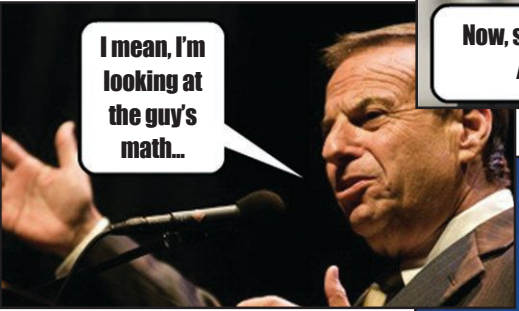 I mean, I’m
looking at
the guy’s
math...
Now,